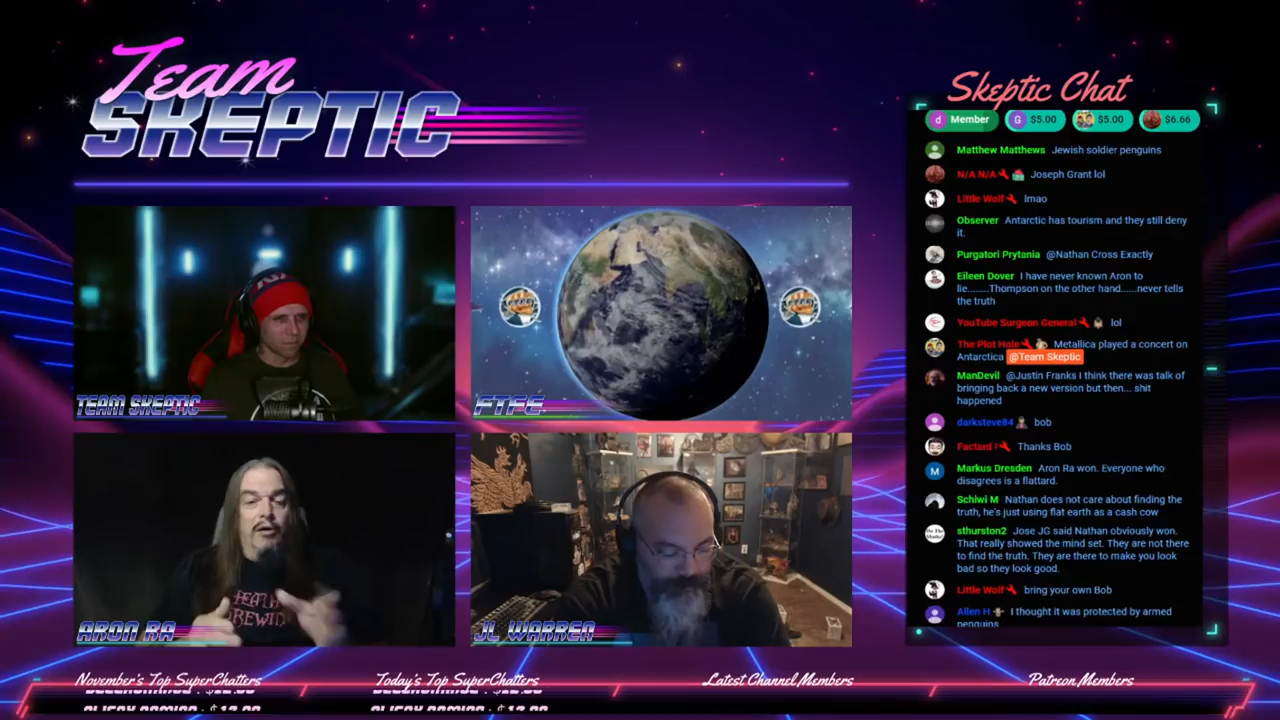 Team
SKEPTIC
Skeptic Chat
d Member
G $5.00
$5.00
$6.66
Matthew Matthews Jewish soldier penguins
N/A N/A Joseph Grant lol
Little Wolf lmao
Observer Antarctic has tourism and they still deny
it.
Purgatori Prytania @Nathan Cross Exactly
Eileen Dover I have never known Aron to
lie........Thompson on the other hand......never tells
the truth
YouTube Surgeon General lol
The Plot Hole Metallica played a concert on
Antarctica @Team Skeptic
ManDevil @Justin Franks I think there was talk of
bringing back a new version but then... shit
happened
darksteve84 bob
Factard ! Thanks Bob
M Markus Dresden Aron Ra won. Everyone who
disagrees is a flattard.
Schiwi M Nathan does not care about finding the
truth, he's just using flat earth as a cash cow
sthurston2 Jose JG said Nathan obviously won.
That really showed the mind set. They are not there
to find the truth. They are there to make you look
bad so they look good.
Little Wolf bring your own Bob
Allen H I thought it was protected by armed
penguins
TEAM SKEPTIC
FTFE
ARON RA
JL WARREN
November's Top SuperChatters
Today's Top SuperChatters
Latest Channel Members
Patreon Members